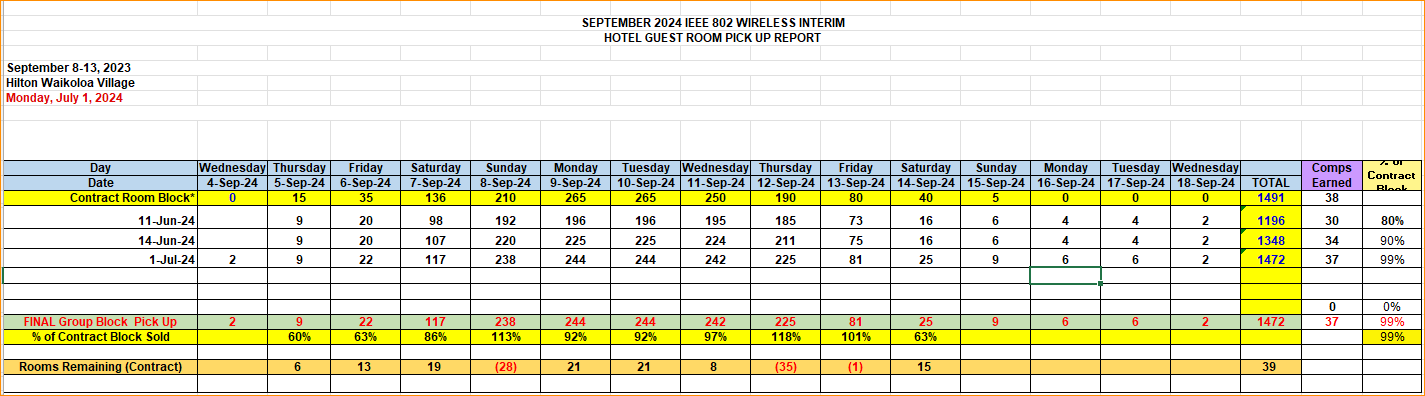 SEPTEMBER 2024 IEEE 802 WIRELESS INTERIM
HOTEL GUEST ROOM PICK UP REPORT
September 8-13, 2023
Hilton Waikoloa Village
Monday, July 1, 2024
Day Wednesday Thursday Friday Saturday Sunday Monday Tuesday Wednesday Thursday Friday Saturday Sunday Monday Tuesday Wednesday Comps % of
Date 4-Sep-24 5-Sep-24 6-Sep-24 7-Sep-24 8-Sep-24 9-Sep-24 10-Sep-24 11-Sep-24 12-Sep-24 13-Sep-24 14-Sep-24 15-Sep-24 16-Sep-24 17-Sep-24 18-Sep-24 TOTAL Earned Contract Block
Contract Room Block* 0 15 35 136 210 265 265 250 190 80 40 5 0 0 0 1491 38
11-Jun-24 9 20 98 192 196 196 195 185 73 16 6 4 4 2 1196 30 80%
14-Jun-24 9 20 107 220 225 225 224 211 75 16 6 4 4 2 1348 34 90%
1-Jul-24 2 9 22 117 238 244 244 242 225 81 25 9 6 6 2 1472 37 99%
0 0%
FINAL Group Block Pick Up 2 9 22 117 238 244 244 242 225 81 25 9 6 6 2 1472 37 99%
% of Contract Block Sold 60% 63% 86% 113% 92% 92% 97% 118% 101% 63% 99%
Rooms Remaining (Contract) 6 13 19 (28) 21 21 8 (35) (1) 15 39